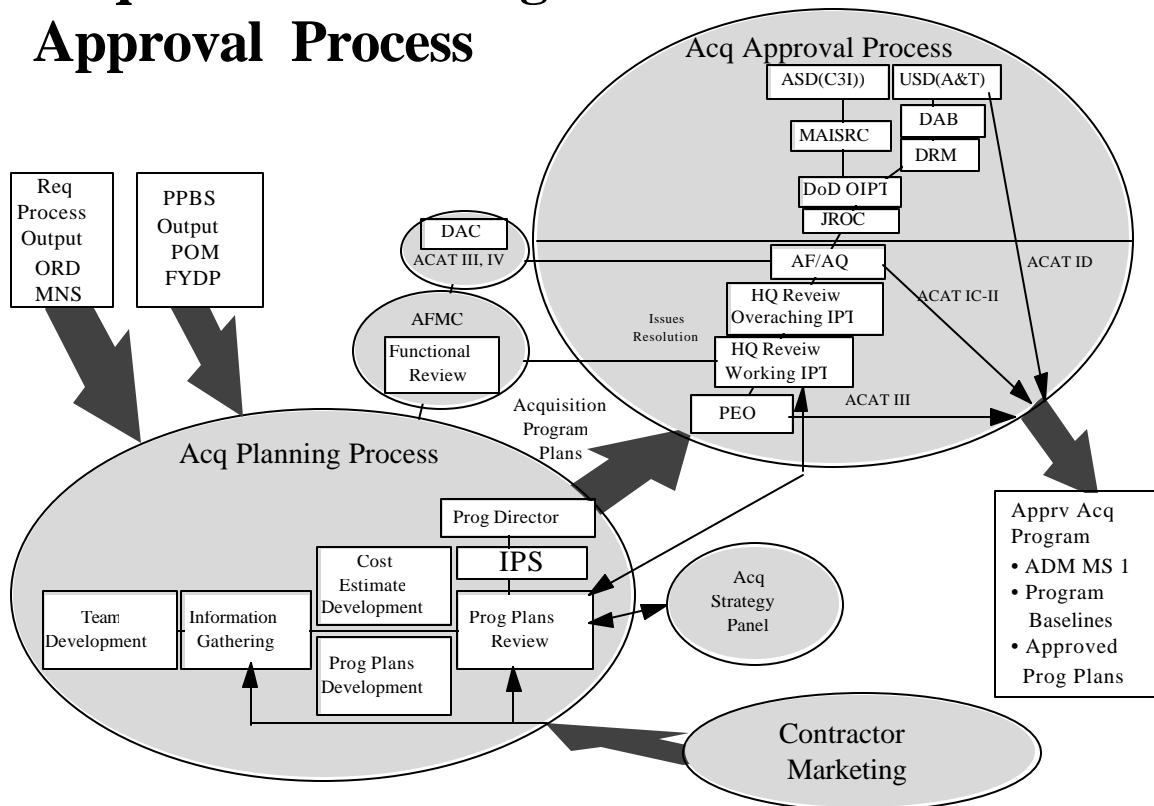 Approval Process
Acq Approval Process
ASD(C3I))
USD(A&T)
MAISRC
DAB
DRM
DoD OIPT
JROC
AF/AQ
ACAT ID
ACAT IC-II
HQ Reveiw
Overaching IPT
Issues
Resolution
HQ Reveiw
Working IPT
PEO
ACAT III
Req
Process
Output
ORD
MNS
PPBS
Output
POM
FYDP
DAC
ACAT III, IV
AFMC
Functional
Review
Acquisition
Program
Plans
Acq Planning Process
Prog Director
IPS
Cost
Estimate
Development
Team
Development
Information
Gathering
Prog Plans
Review
Prog Plans
Development
Acq
Strategy
Panel
Apprv Acq
Program
• ADM MS 1
• Program
Baselines
• Approved
Prog Plans
Contractor
Marketing